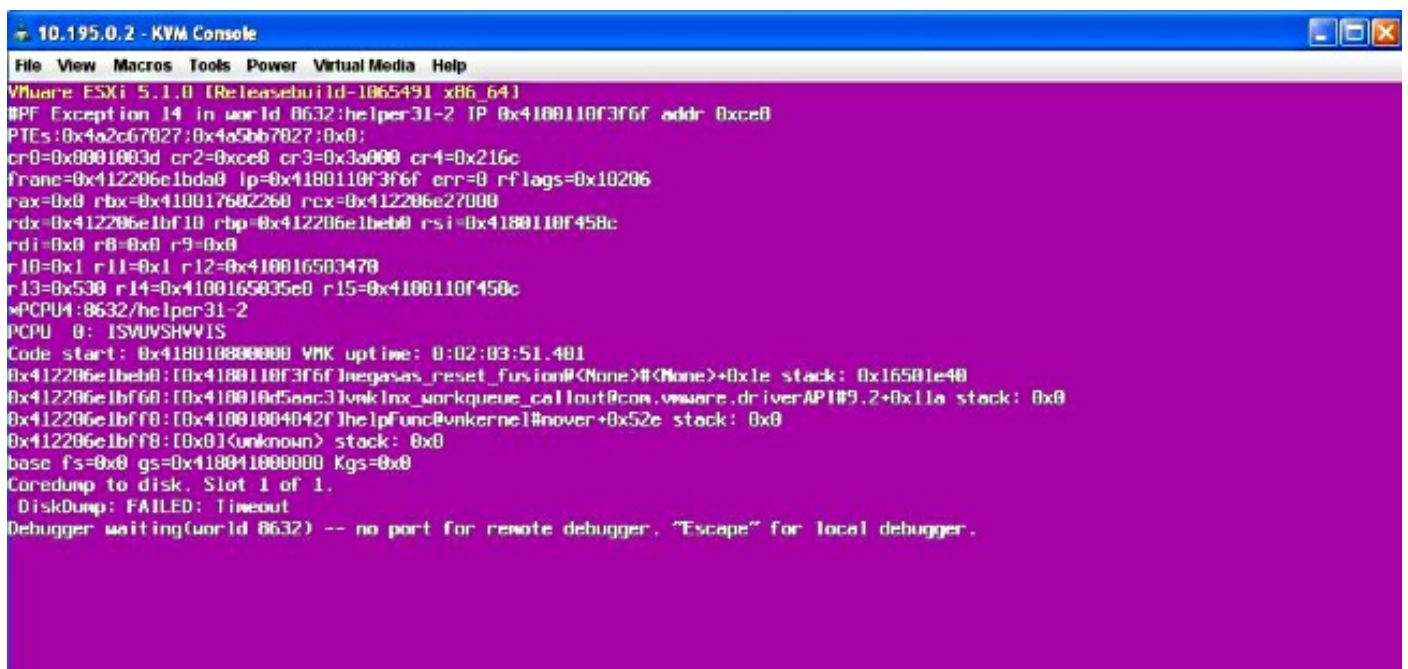 10.195.0.2 - KVM Console
File View Macros Tools Power Virtual Media Help
VMware ESXi 5.1.0 [Releasebuild-1065491 x86_64]
#PF Exception 14 in world 8632:helper31-2 IP 0x4180110f3f6f addr 0xce8
PTEs:0x4a2c67027;0x4a5bb7027;0x0;
cr0=0x8001003d cr2=0xce8 cr3=0x3a000 cr4=0x216c
frame=0x412206e1bda0 ip=0x4180110f3f6f err=0 rflags=0x10206
rax=0x0 rbx=0x410017602260 rcx=0x412206e27000
rdx=0x412206e1bf10 rbp=0x412206e1beb0 rsi=0x4180110f458c
rdi=0x0 r8=0x0 r9=0x0
r10=0x1 r11=0x1 r12=0x410016503470
r13=0x530 r14=0x4100165035e0 r15=0x4180110f458c
*PCPU4:8632/helper31-2
PCPU 0: ISVUVSHVVIS
Code start: 0x418010800000 VMK uptime: 0:02:03:51.401
0x412206e1beb0:[0x4180110f3f6f]megasas_reset_fusion@<None>#<None>+0x1e stack: 0x16501e40
0x412206e1bf60:[0x418010d5aac3]vmklnx_workqueue_callout@com.vmware.driverAPI#9.2+0x11a stack: 0x0
0x412206e1bff0:[0x41801084042f]helpFunc@vmkernel#nover+0x52e stack: 0x0
0x412206e1bff8:[0x0]<unknown> stack: 0x0
base fs=0x0 gs=0x418041000000 Kgs=0x0
Coredump to disk. Slot 1 of 1.
DiskDump: FAILED: Timeout
Debugger waiting(world 8632) -- no port for remote debugger. "Escape" for local debugger.